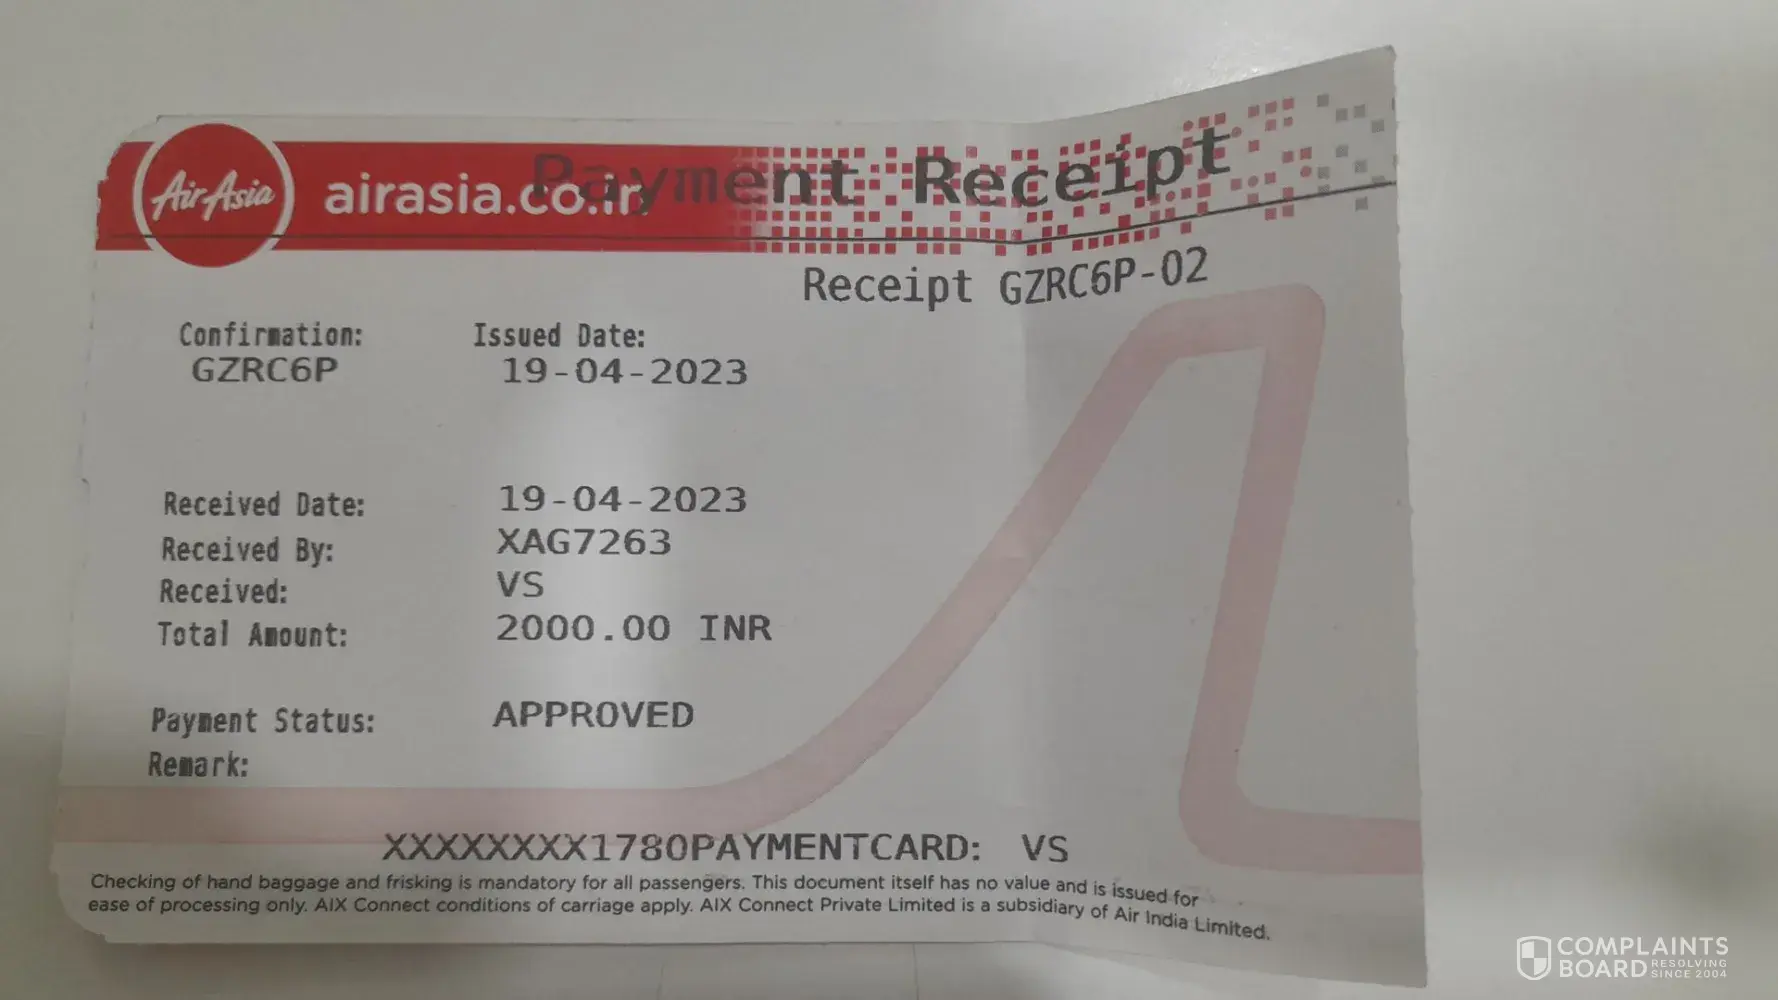 AirAsia airasia.co.in Payment Receipt
Receipt GZRC6P-02
Confirmation: Issued Date:
GZRC6P 19-04-2023
Received Date: 19-04-2023
Received By: XAG7263
Received: VS
Total Amount: 2000.00 INR
Payment Status: APPROVED
Remark:
XXXXXXXX1780PAYMENTCARD: VS
Checking of hand baggage and frisking is mandatory for all passengers. This document itself has no value and is issued for
ease of processing only. AIX Connect conditions of carriage apply. AIX Connect Private Limited is a subsidiary of Air India Limited.
COMPLAINTS
BOARD RESOLVING
SINCE 2004